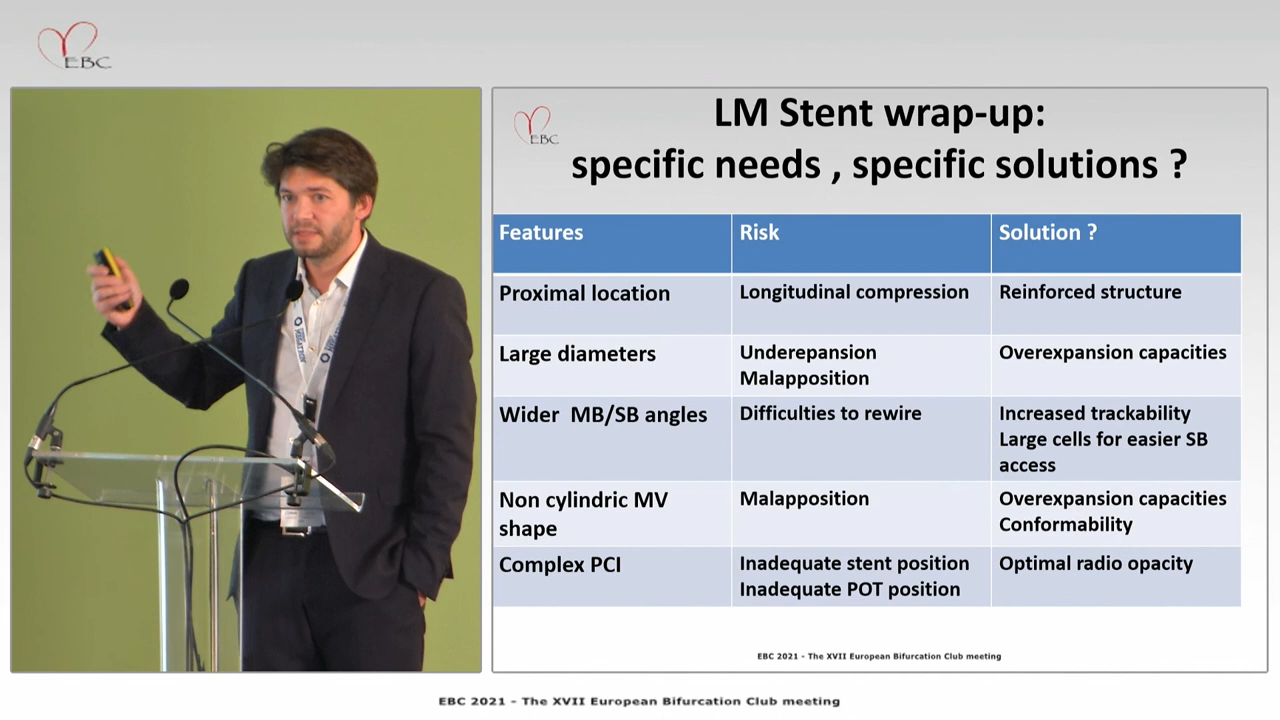 EBC
EBC
LM Stent wrap-up:
specific needs , specific solutions ?
Features Risk Solution ?
Proximal location Longitudinal compression Reinforced structure
Large diameters Underepansion Overexpansion capacities
Malapposition
Wider MB/SB angles Difficulties to rewire Increased trackability
Large cells for easier SB
access
Non cylindric MV Malapposition Overexpansion capacities
shape Conformability
Complex PCI Inadequate stent position Optimal radio opacity
Inadequate POT position
EBC 2021 - The XVII European Bifurcation Club meeting
EBC 2021 - The XVII European Bifurcation Club meeting